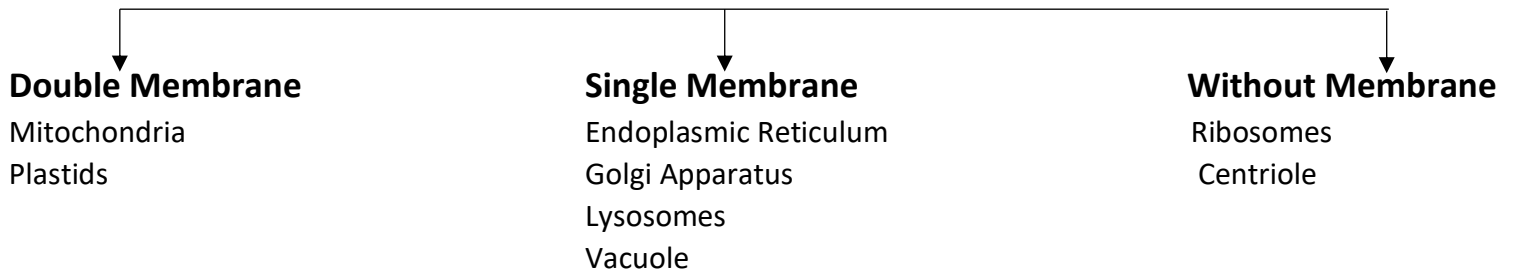 Double Membrane Single Membrane Without Membrane
Mitochondria Endoplasmic Reticulum Ribosomes
Plastids Golgi Apparatus Centriole
Lysosomes
Vacuole